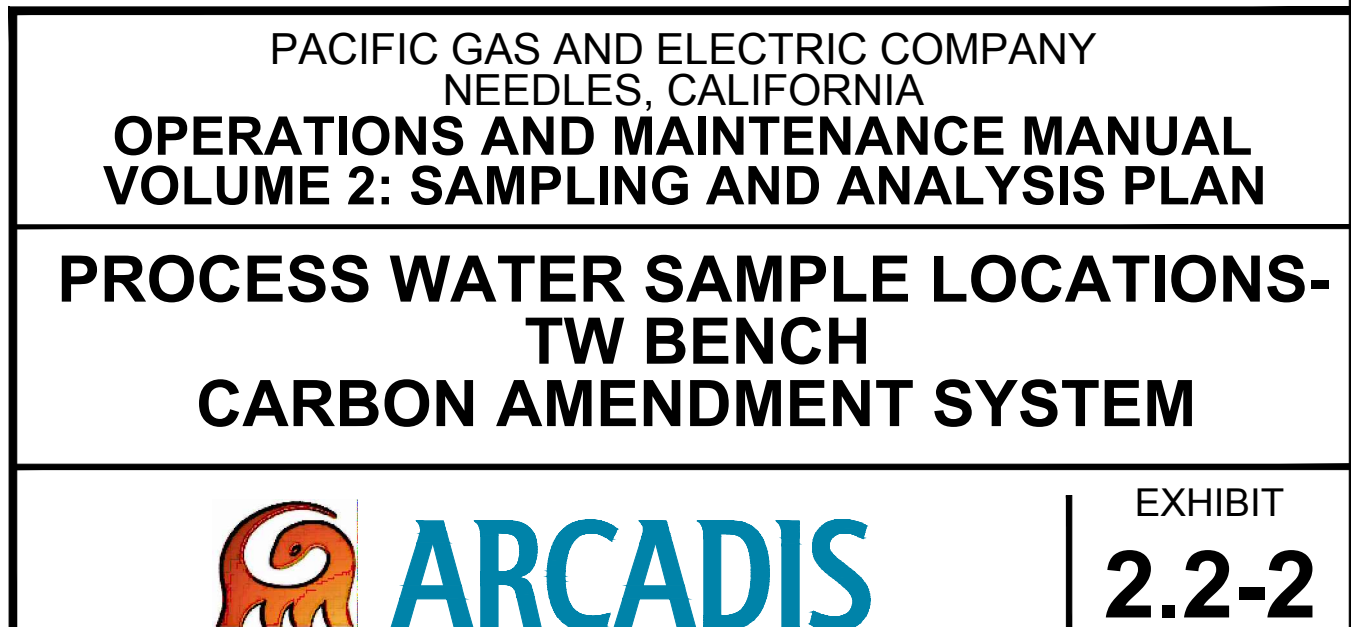 PACIFIC GAS AND ELECTRIC COMPANY
NEEDLES, CALIFORNIA
OPERATIONS AND MAINTENANCE MANUAL
VOLUME 2: SAMPLING AND ANALYSIS PLAN
PROCESS WATER SAMPLE LOCATIONS-
TW BENCH
CARBON AMENDMENT SYSTEM
ARCADIS
EXHIBIT
2.2-2